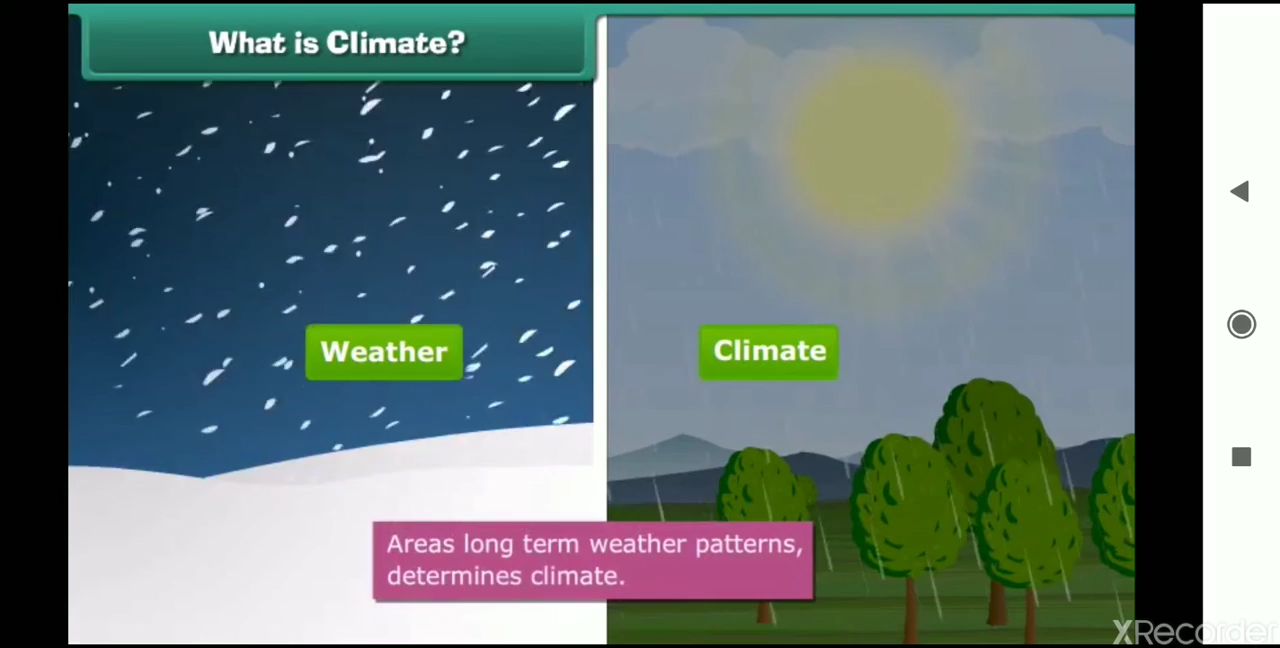 What is Climate?
Weather
Climate
Areas long term weather patterns,
determines climate.
XRecorder